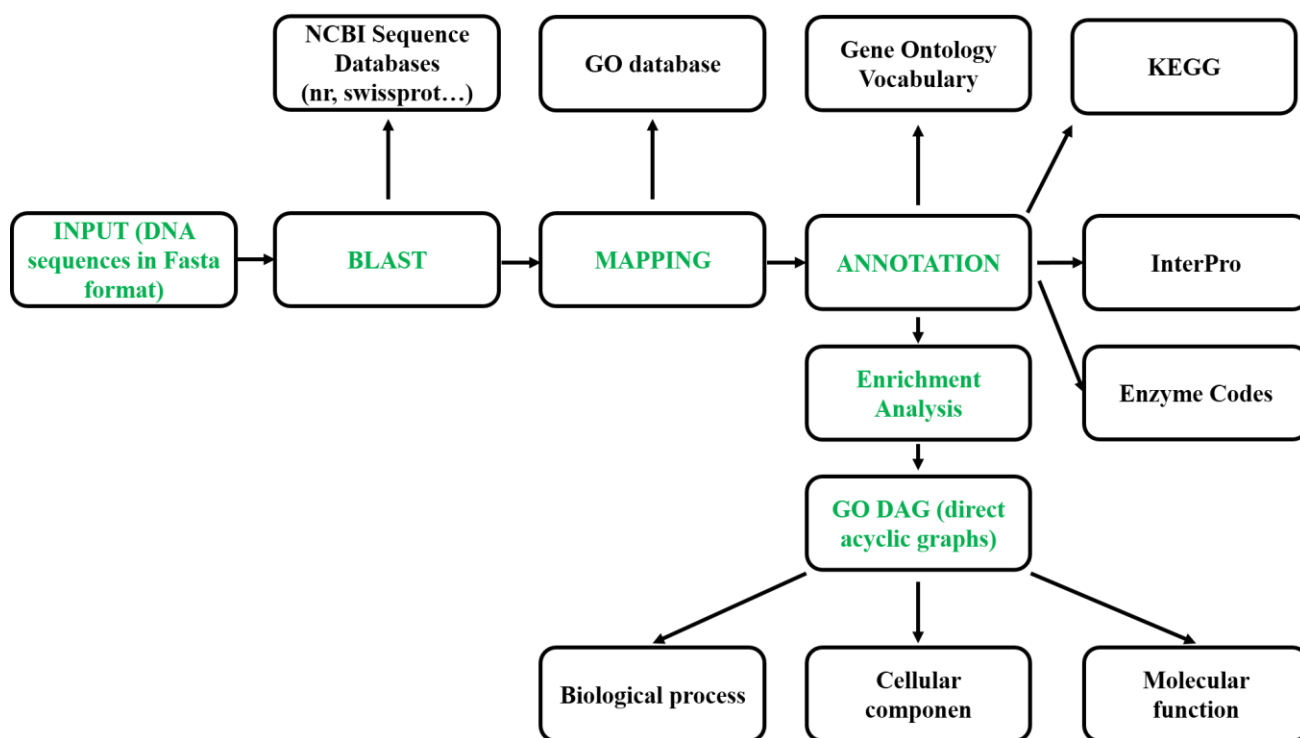 NCBI Sequence
Databases
(nr, swissprot…)
GO database
Gene Ontology
Vocabulary
KEGG
INPUT (DNA
sequences in Fasta
format)
BLAST
MAPPING
ANNOTATION
InterPro
Enrichment
Analysis
Enzyme Codes
GO DAG (direct
acyclic graphs)
Biological process
Cellular
componen
Molecular
function